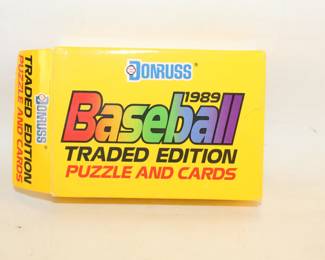 DONRUSS
1989
Baseball
TRADED EDITION
PUZZLE AND CARDS
DONRUSS
TRADED EDITION
PUZZLE AND CARDS